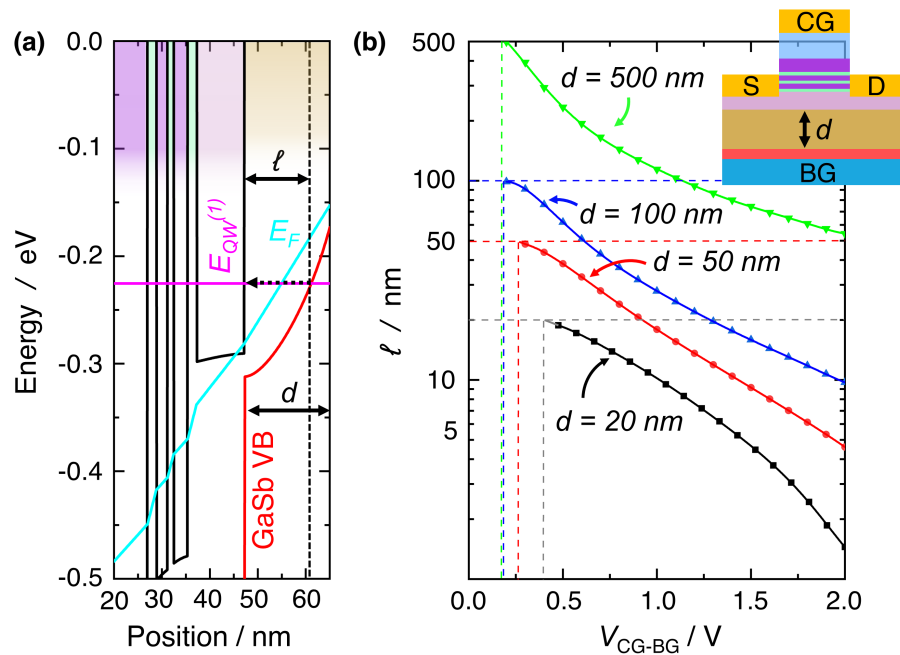 (a)
0.0
-0.1
-0.2
-0.3
-0.4
-0.5
Energy / eV
20 30 40 50 60
Position / nm
ℓ
E_QW^(1)
E_F
d
GaSb VB
(b)
500
100
50
10
5
ℓ / nm
0.0 0.5 1.0 1.5 2.0
V_CG-BG / V
d = 500 nm
d = 100 nm
d = 50 nm
d = 20 nm
CG
S D
d
BG